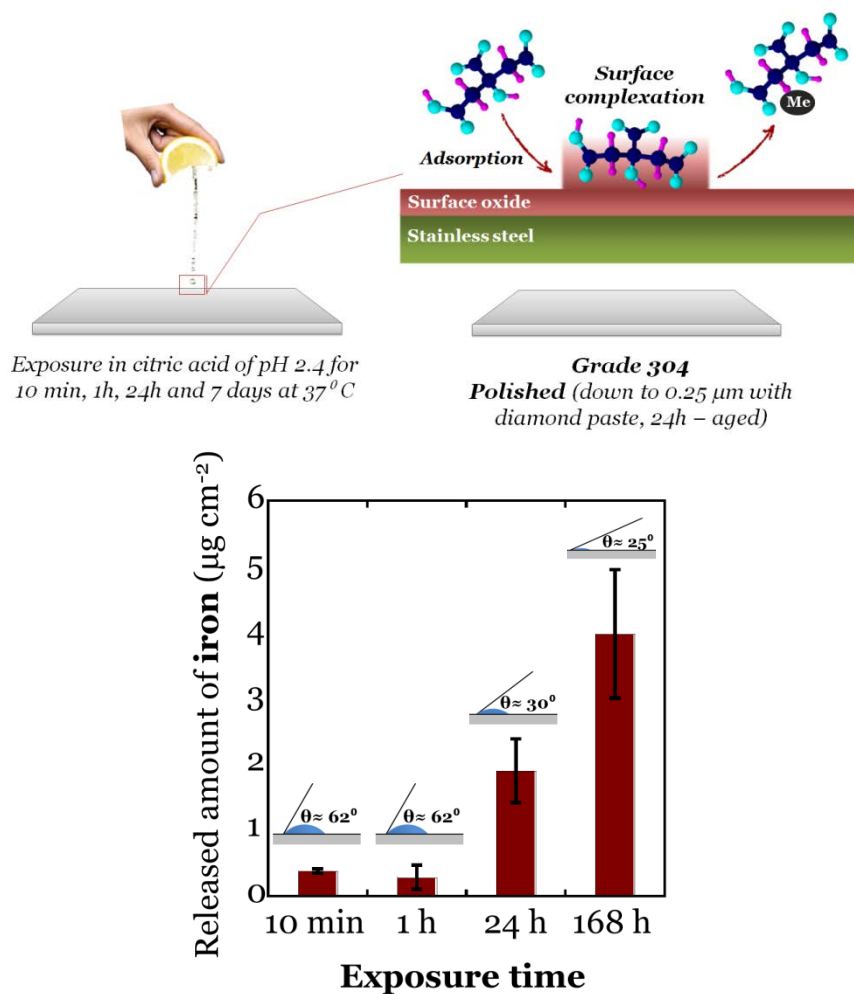 Surface
complexation
Me
Adsorption
Surface oxide
Stainless steel
Exposure in citric acid of pH 2.4 for
10 min, 1h, 24h and 7 days at 37⁰ C
Grade 304
Polished (down to 0.25 µm with
diamond paste, 24h – aged)
Released amount of iron (µg cm⁻²)
6
5
4
3
2
1
0
θ≈ 62⁰
θ≈ 62⁰
θ≈ 30⁰
θ≈ 25⁰
10 min 1 h 24 h 168 h
Exposure time